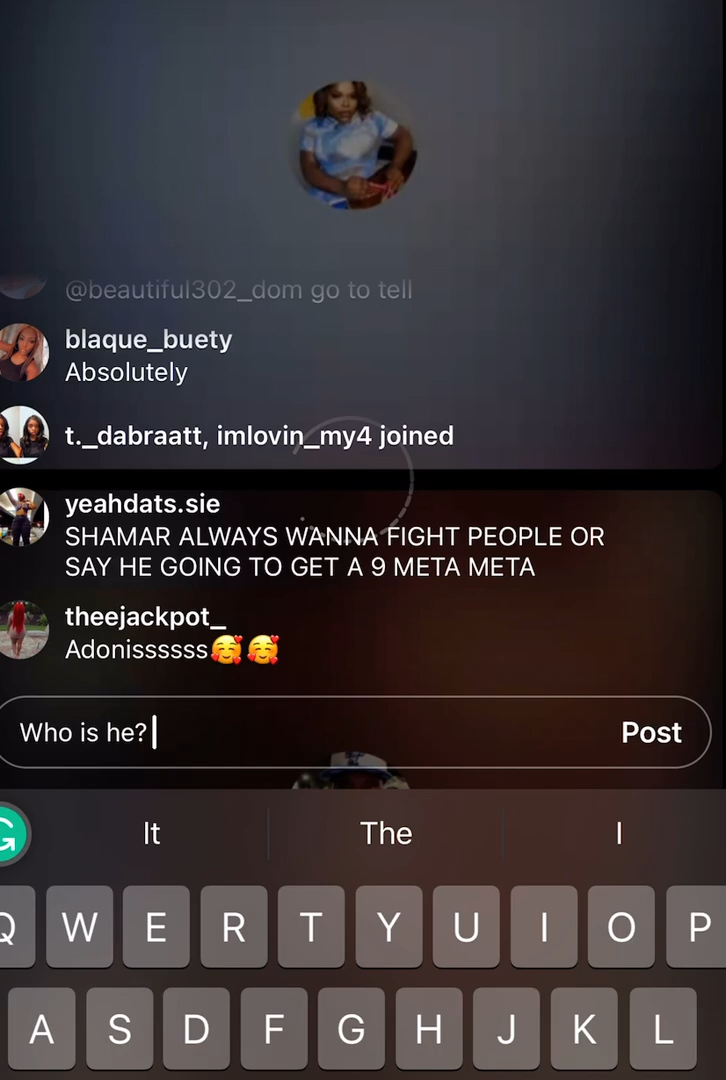 @beautiful302_dom go to tell
blaque_buety
Absolutely
t._dabraatt, imlovin_my4 joined
yeahdats.sie
SHAMAR ALWAYS WANNA FIGHT PEOPLE OR
SAY HE GOING TO GET A 9 META META
theejackpot_
Adonissssss🥰🥰
Who is he? Post
It The I
Q W E R T Y U I O P
A S D F G H J K L